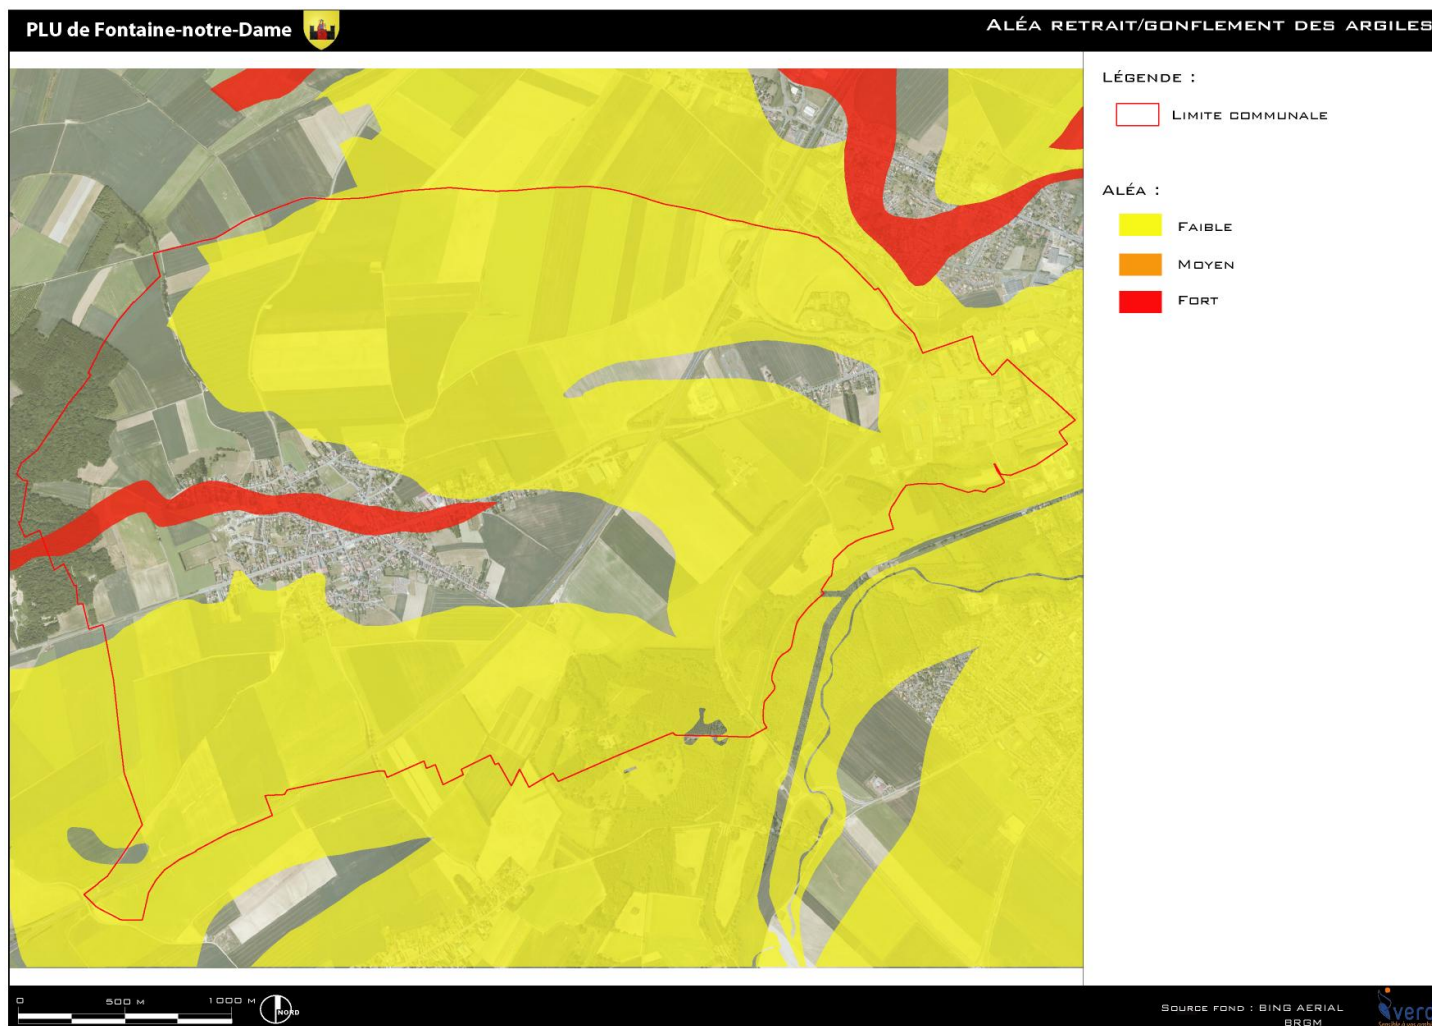 PLU de Fontaine-notre-Dame
ALÉA RETRAIT/GONFLEMENT DES ARGILES
LÉGENDE :
LIMITE COMMUNALE
ALÉA :
FAIBLE
MOYEN
FORT
0 500 M 1000 M
NORD
SOURCE FOND : BING AERIAL
BRGM